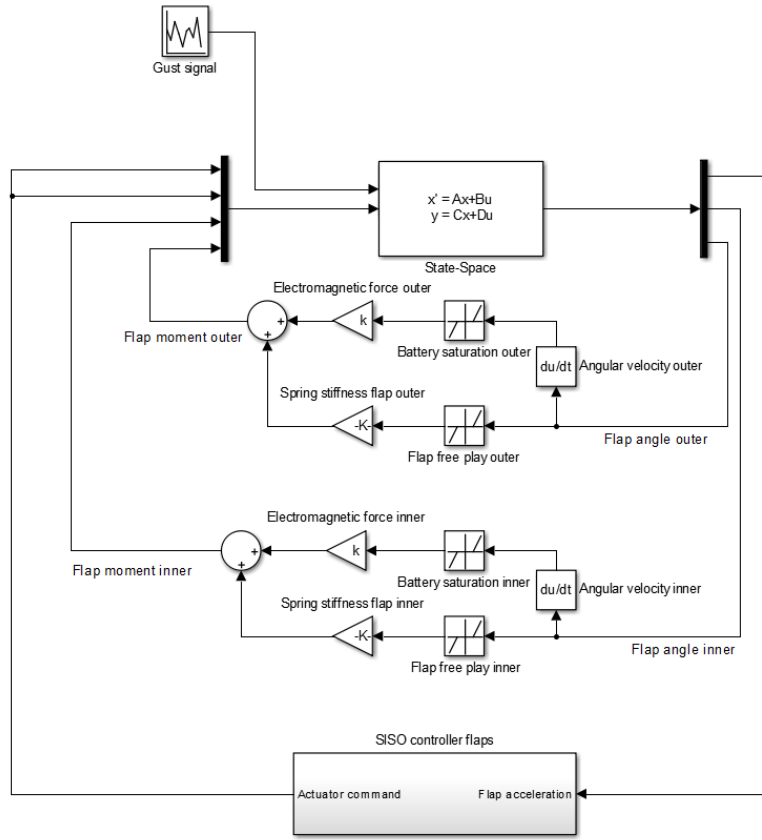 Gust signal
x' = Ax+Bu
y = Cx+Du
State-Space
Electromagnetic force outer
+
+
k
Flap moment outer
Battery saturation outer
du/dt
Angular velocity outer
Spring stiffness flap outer
-K-
Flap free play outer
Flap angle outer
Electromagnetic force inner
+
+
k
Flap moment inner
Battery saturation inner
du/dt
Angular velocity inner
Spring stiffness flap inner
-K-
Flap free play inner
Flap angle inner
SISO controller flaps
Actuator command
Flap acceleration